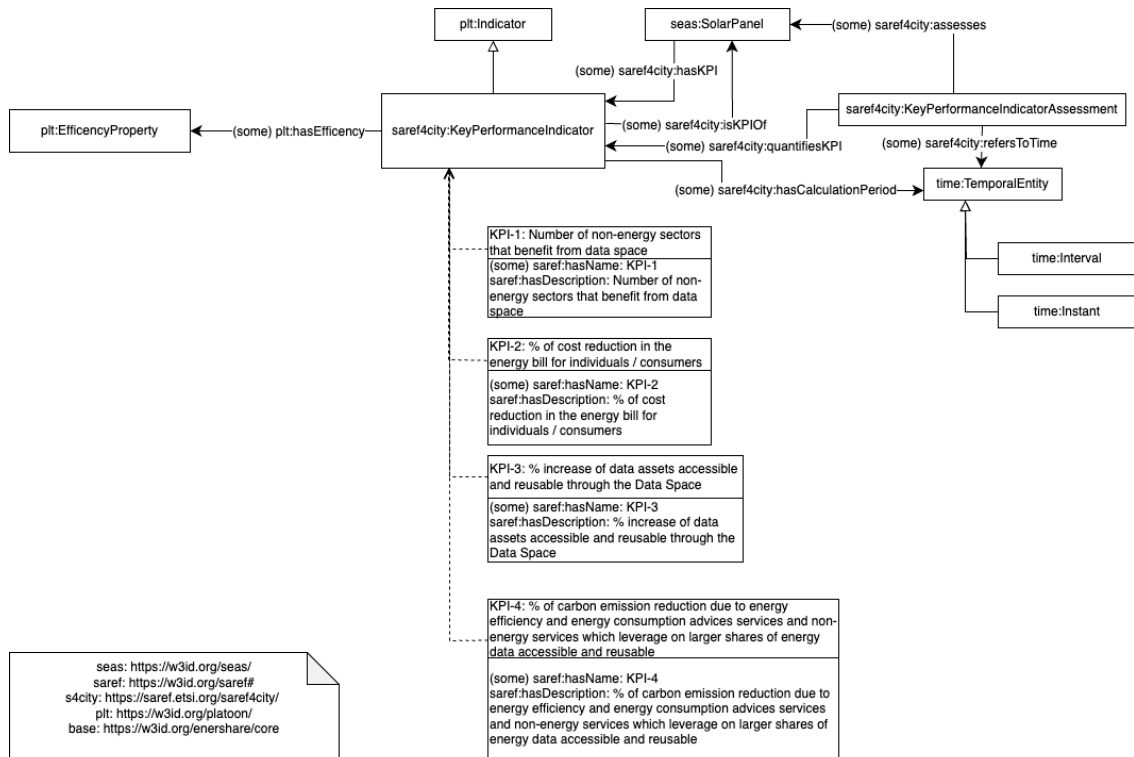 plt:Indicator
seas:SolarPanel
(some) saref4city:assesses
(some) saref4city:hasKPI
plt:EfficencyProperty
(some) plt:hasEfficency
saref4city:KeyPerformanceIndicator
(some) saref4city:isKPIOf
saref4city:KeyPerformanceIndicatorAssessment
(some) saref4city:quantifiesKPI
(some) saref4city:refersToTime
(some) saref4city:hasCalculationPeriod
time:TemporalEntity
time:Interval
time:Instant
KPI-1: Number of non-energy sectors
that benefit from data space
(some) saref:hasName: KPI-1
saref:hasDescription: Number of non-
energy sectors that benefit from data
space
KPI-2: % of cost reduction in the
energy bill for individuals / consumers
(some) saref:hasName: KPI-2
saref:hasDescription: % of cost
reduction in the energy bill for
individuals / consumers
KPI-3: % increase of data assets accessible
and reusable through the Data Space
(some) saref:hasName: KPI-3
saref:hasDescription: % increase of data
assets accessible and reusable through the
Data Space
KPI-4: % of carbon emission reduction due to energy
efficiency and energy consumption advices services and non-
energy services which leverage on larger shares of energy
data accessible and reusable
(some) saref:hasName: KPI-4
saref:hasDescription: % of carbon emission reduction due to
energy efficiency and energy consumption advices services
and non-energy services which leverage on larger shares of
energy data accessible and reusable
seas: https://w3id.org/seas/
saref: https://w3id.org/saref#
s4city: https://saref.etsi.org/saref4city/
plt: https://w3id.org/platoon/
base: https://w3id.org/enershare/core